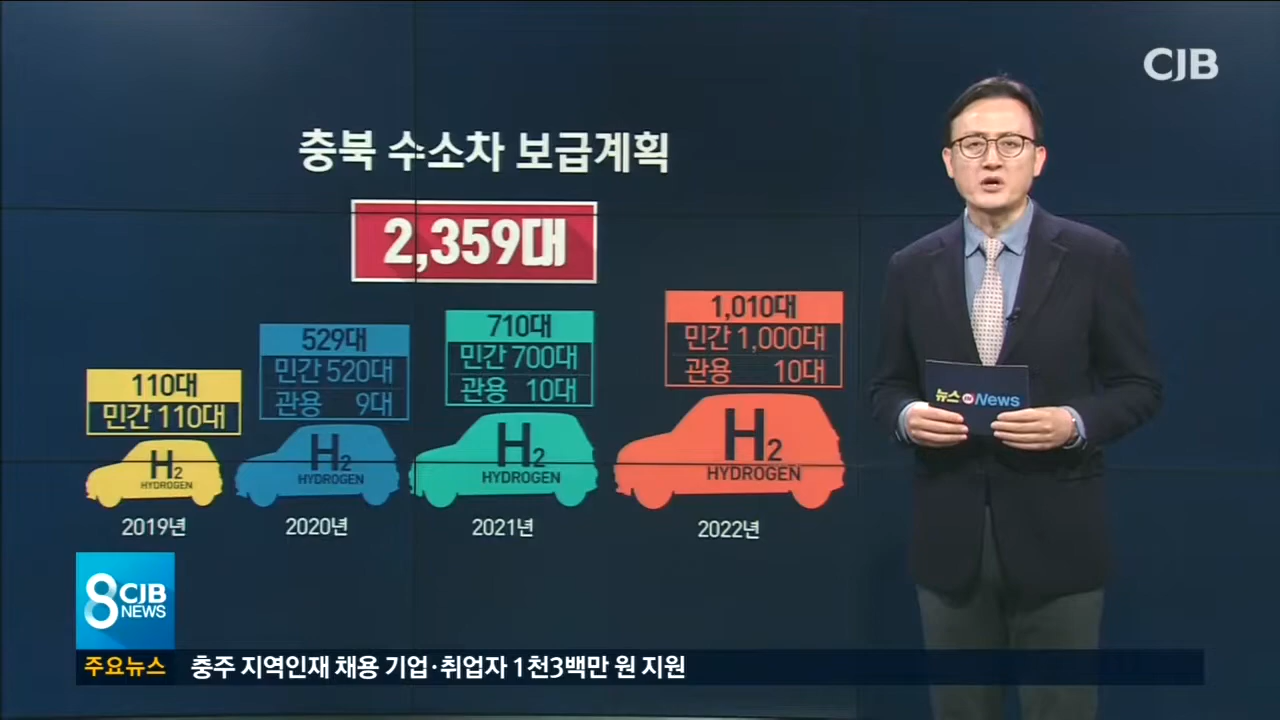 CJB
충북 수소차 보급계획
2,359대
110대
민간 110대
H2
HYDROGEN
2019년
529대
민간 520대
관용 9대
H2
HYDROGEN
2020년
710대
민간 700대
관용 10대
H2
HYDROGEN
2021년
1,010대
민간 1,000대
관용 10대
H2
HYDROGEN
2022년
뉴스 News
8 CJB
NEWS
주요뉴스 충주 지역인재 채용 기업·취업자 1천3백만 원 지원